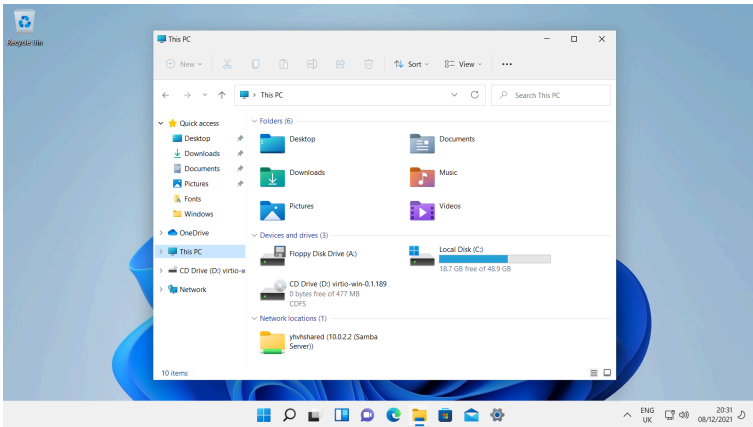 Recycle Bin
This PC
New
Sort
View
This PC
Search This PC
Quick access
Desktop
Downloads
Documents
Pictures
Fonts
Windows
OneDrive
This PC
CD Drive (D:) virtio-w
Network
Folders (6)
Desktop
Documents
Downloads
Music
Pictures
Videos
Devices and drives (3)
Floppy Disk Drive (A:)
Local Disk (C:)
18.7 GB free of 48.9 GB
CD Drive (D:) virtio-win-0.1.189
0 bytes free of 477 MB
CDFS
Network locations (1)
yhvhshared (10.0.2.2 (Samba
Server))
10 items
ENG
UK
20:31
08/12/2021